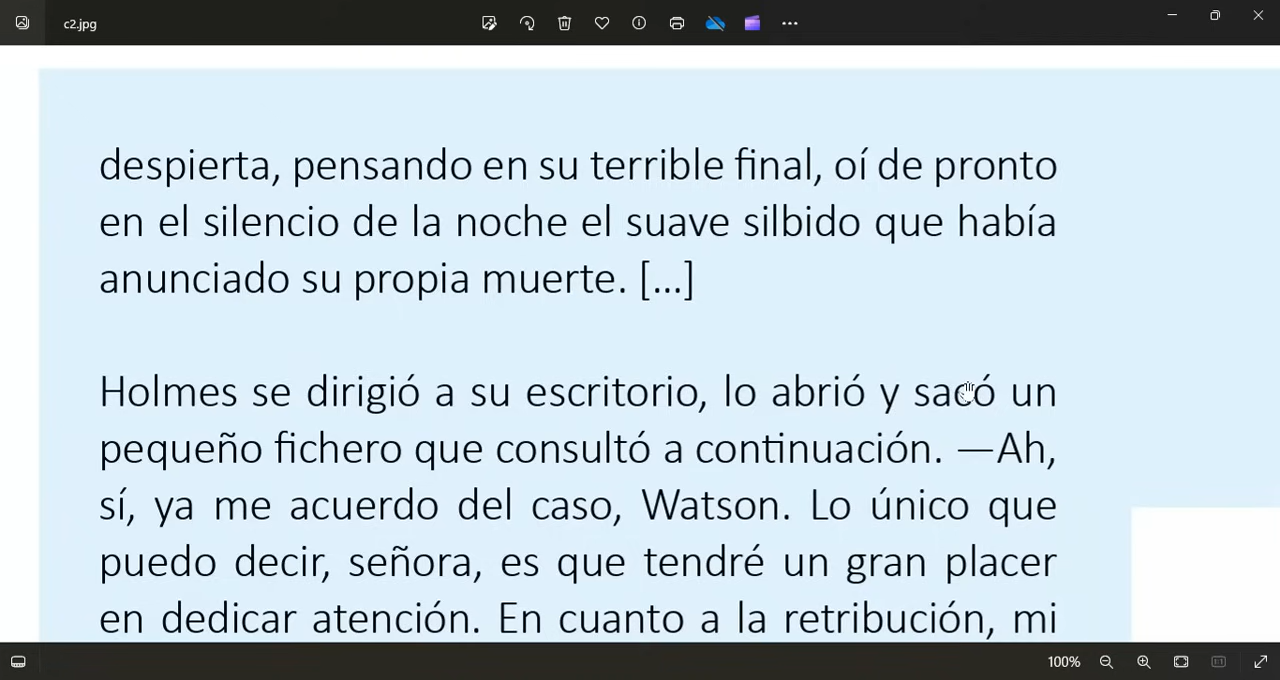 c2.jpg
despierta, pensando en su terrible final, oí de pronto
en el silencio de la noche el suave silbido que había
anunciado su propia muerte. [...]
Holmes se dirigió a su escritorio, lo abrió y sacó un
pequeño fichero que consultó a continuación. —Ah,
sí, ya me acuerdo del caso, Watson. Lo único que
puedo decir, señora, es que tendré un gran placer
en dedicar atención. En cuanto a la retribución, mi
100%